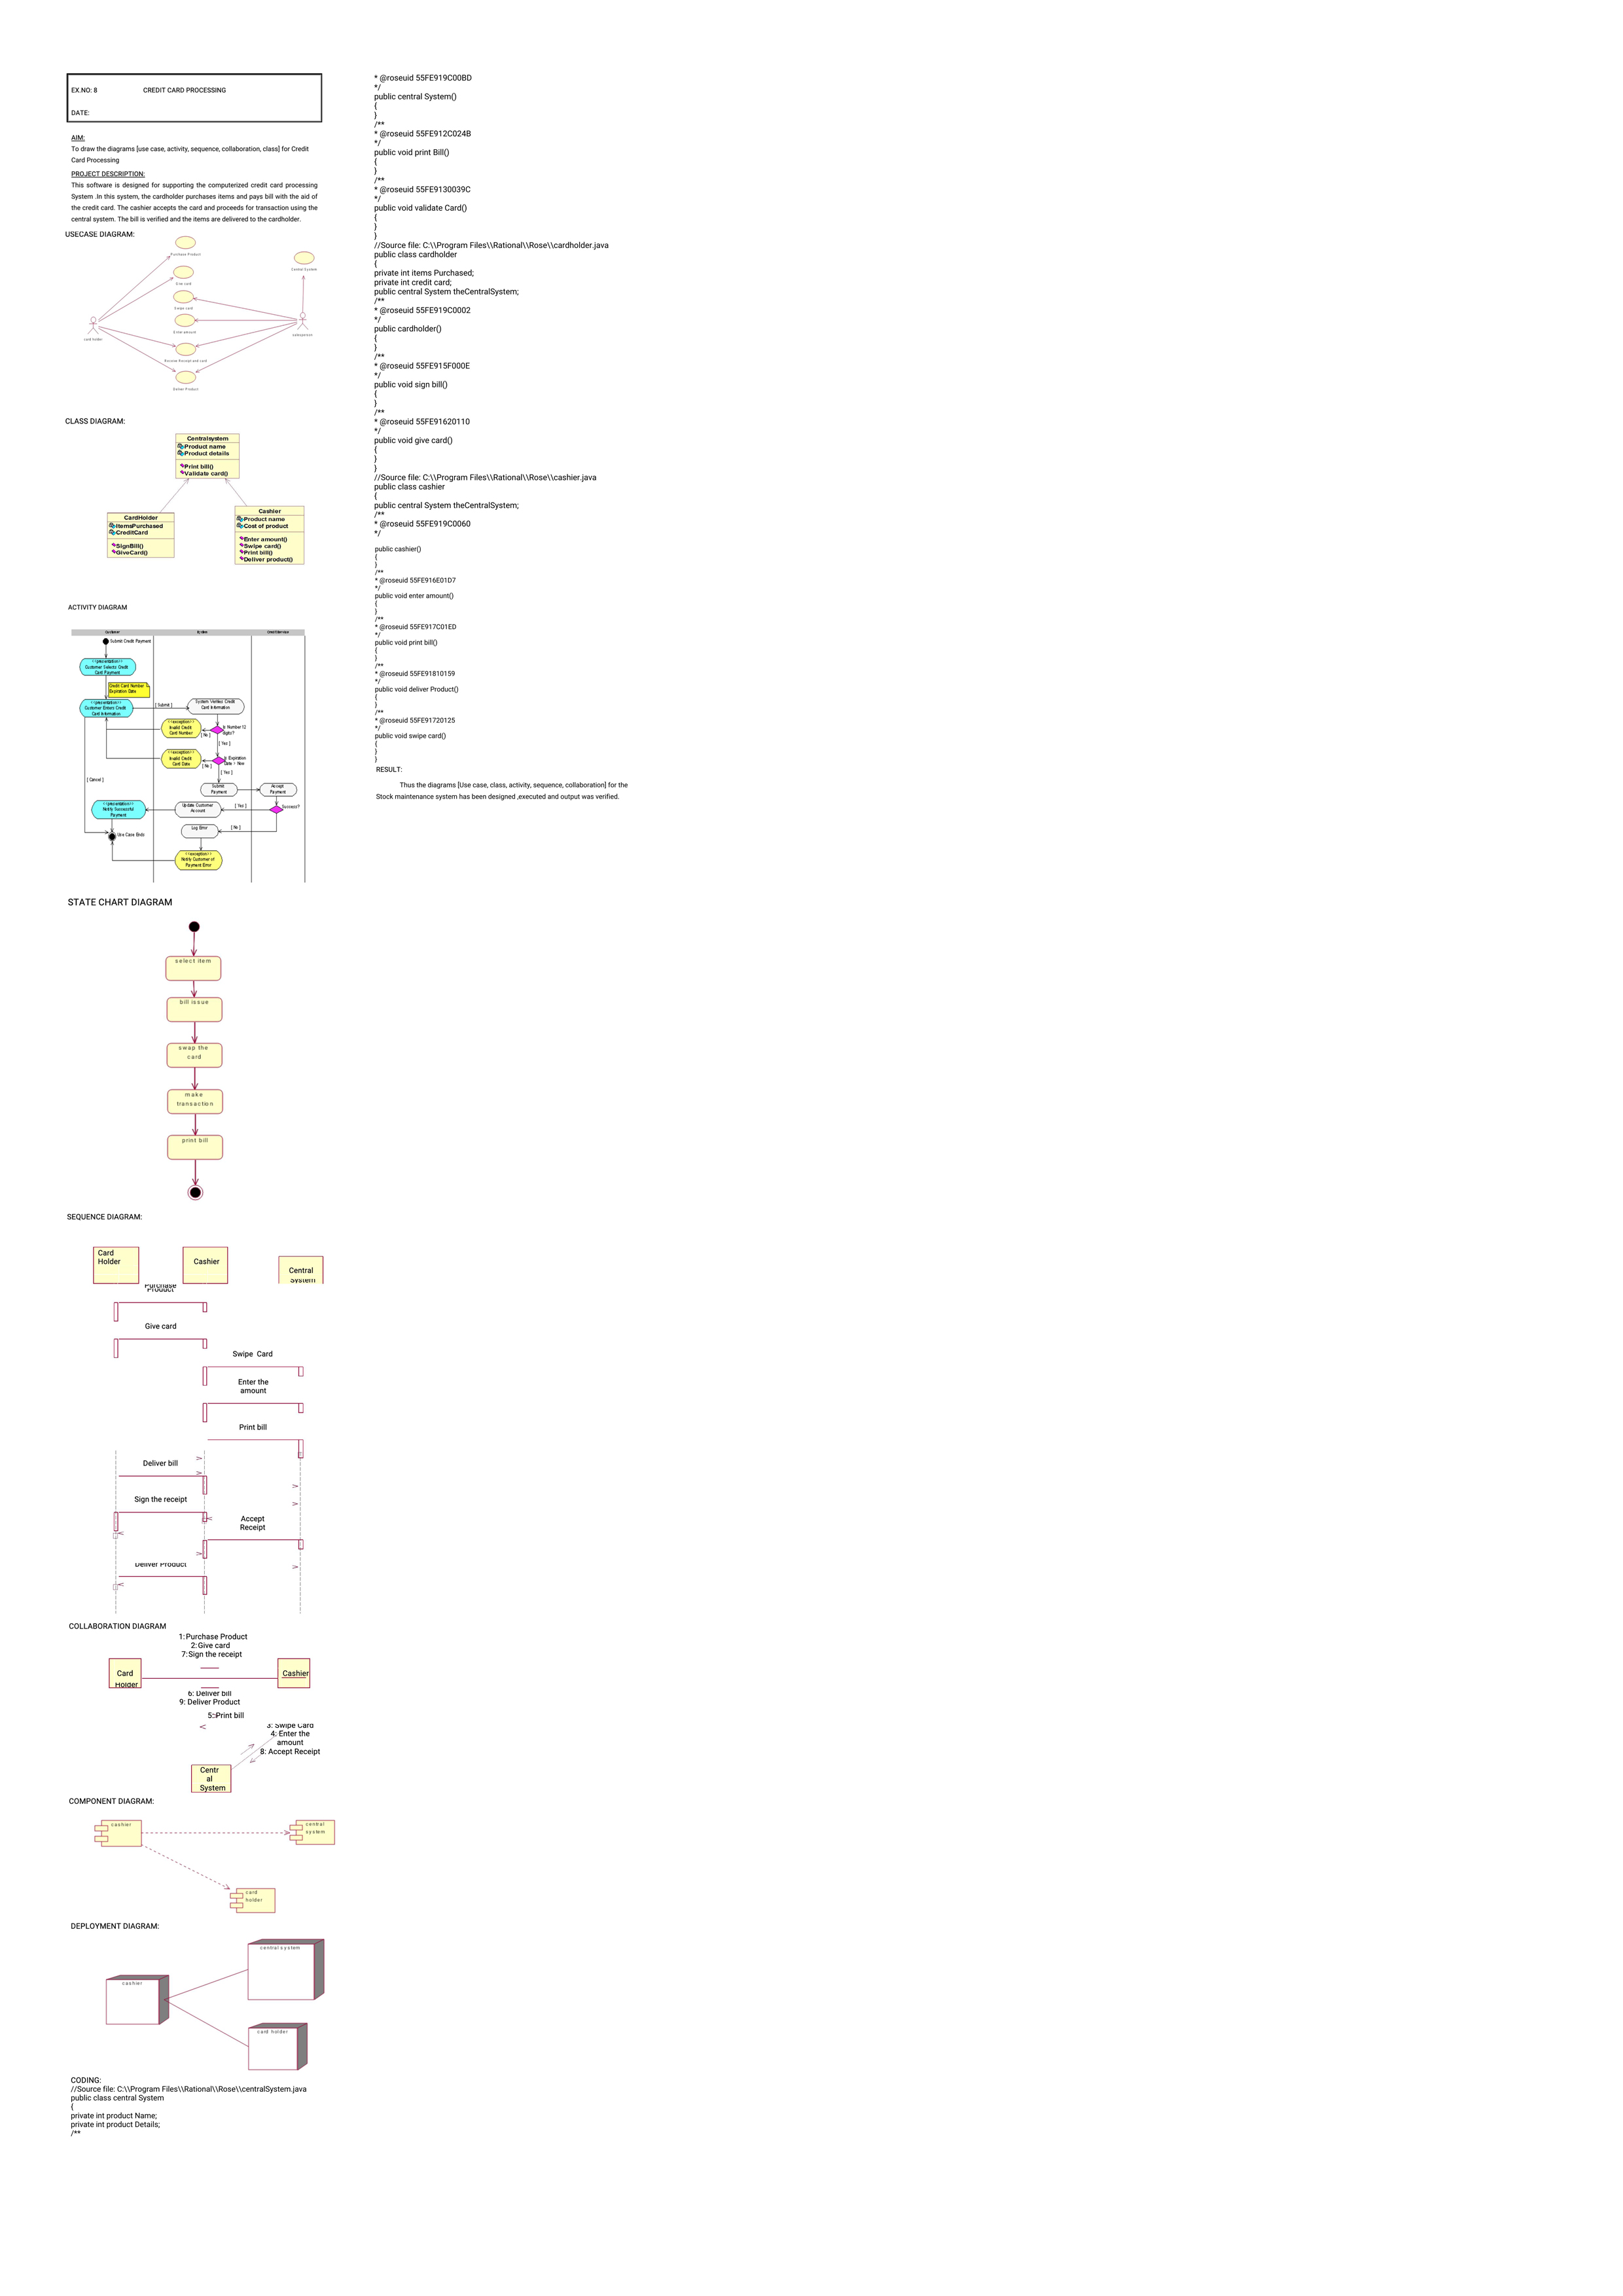 EX.NO: 8 CREDIT CARD PROCESSING
DATE:
AIM:
To draw the diagrams [use case, activity, sequence, collaboration, class] for Credit
Card Processing
PROJECT DESCRIPTION:
This software is designed for supporting the computerized credit card processing
System .In this system, the cardholder purchases items and pays bill with the aid of
the credit card. The cashier accepts the card and proceeds for transaction using the
central system. The bill is verified and the items are delivered to the cardholder.
USECASE DIAGRAM:
Purchase Product
Central System
Give card
Swipe card
Enter amount
card holder
salesperson
Receive Receipt and card
Deliver Product
CLASS DIAGRAM:
Centralsystem
Product name
Product details
Print bill()
Validate card()
CardHolder
ItemsPurchased
CreditCard
SignBill()
GiveCard()
Cashier
Product name
Cost of product
Enter amount()
Swipe card()
Print bill()
Deliver product()
ACTIVITY DIAGRAM
Customer System
Submit Credit Payment
<<presentation>>
Customer Selects Credit
Card Payment
Credit Card Number
Expiration Date
<<presentation>>
Customer Enters Credit
Card Information
[ Submit ]
System Verifies Credit
Card Information
<<exception>>
Invalid Credit
Card Number
[ No ]
Is Number 12
digits?
[ Yes ]
<<exception>>
Invalid Credit
Card Date
[ No ]
Is Expiration
Date > Now
[ Yes ]
[ Cancel ]
Submit
Payment
Accept
Payment
<<presentation>>
Notify Successful
Payment
Update Customer
Account
[ Yes ]
Success?
Log Error
[ No ]
Use Case Ends
<<exception>>
Notify Customer of
Payment Error
STATE CHART DIAGRAM
select item
bill issue
swap the
card
make
transaction
print bill
SEQUENCE DIAGRAM:
Card
Holder
Cashier
Central
system
Purchase
Product
Give card
Swipe Card
Enter the
amount
Print bill
Deliver bill
Sign the receipt
Accept
Receipt
Deliver Product
COLLABORATION DIAGRAM
1: Purchase Product
2: Give card
7: Sign the receipt
Card
Holder
Cashier
6: Deliver bill
9: Deliver Product
5: Print bill
3: Swipe Card
4: Enter the
amount
8: Accept Receipt
Centr
al
System
COMPONENT DIAGRAM:
cashier
central
system
card
holder
DEPLOYMENT DIAGRAM:
central system
cashier
card holder
CODING:
//Source file: C:\\Program Files\\Rational\\Rose\\centralSystem.java
public class central System
{
private int product Name;
private int product Details;
/**
* @roseuid 55FE919C00BD
*/
public central System()
{
}
/**
* @roseuid 55FE912C024B
*/
public void print Bill()
{
}
/**
* @roseuid 55FE9130039C
*/
public void validate Card()
{
}
}
//Source file: C:\\Program Files\\Rational\\Rose\\cardholder.java
public class cardholder
{
private int items Purchased;
private int credit card;
public central System theCentralSystem;
/**
* @roseuid 55FE919C0002
*/
public cardholder()
{
}
/**
* @roseuid 55FE915F000E
*/
public void sign bill()
{
}
/**
* @roseuid 55FE91620110
*/
public void give card()
{
}
}
//Source file: C:\\Program Files\\Rational\\Rose\\cashier.java
public class cashier
{
public central System theCentralSystem;
/**
* @roseuid 55FE919C0060
*/
public cashier()
{
}
/**
* @roseuid 55FE916E01D7
*/
public void enter amount()
{
}
/**
* @roseuid 55FE917C01ED
*/
public void print bill()
{
}
/**
* @roseuid 55FE91810159
*/
public void deliver Product()
{
}
/**
* @roseuid 55FE91720125
*/
public void swipe card()
{
}
}
RESULT:
Thus the diagrams [Use case, class, activity, sequence, collaboration] for the
Stock maintenance system has been designed ,executed and output was verified.